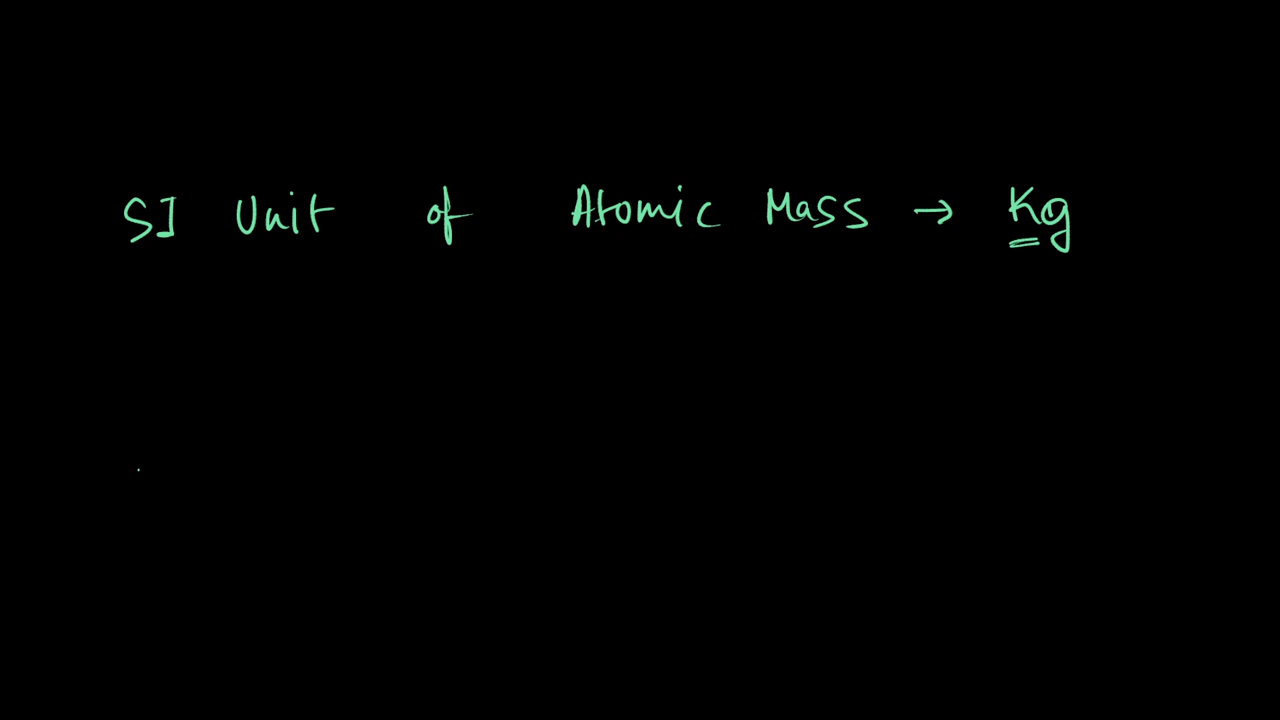 SI Unit of Atomic Mass → Kg